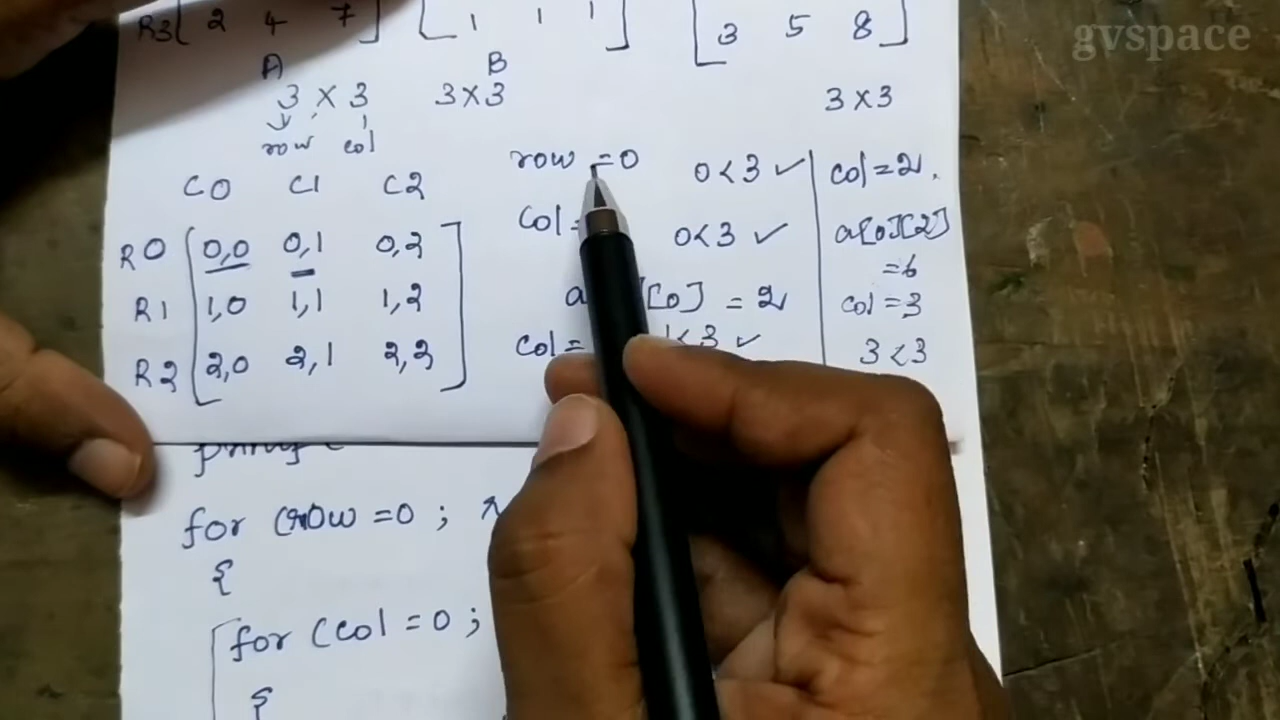 gvspace
R3[ 2 4 7 ] [ 1 1 1 ] [ 3 5 8 ]
A B
3 X 3 3X3 3X3
row col
C0 C1 C2
R0 0,0 0,1 0,2
R1 1,0 1,1 1,2
R2 2,0 2,1 2,2
row =0 0<3 ✓
col = 0<3 ✓
[0] = 2
col= <3 ✓
col=2.
a[0][2]
=6
col=3
3<3
for (row =0 ;
{
for (col = 0 ;
{